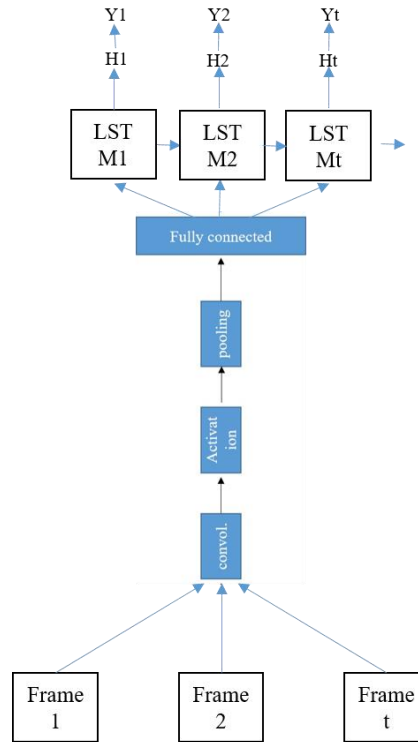 Y1 Y2 Yt
H1 H2 Ht
LST LST LST
M1 M2 Mt
Fully connected
pooling
Activat
ion
convol.
Frame Frame Frame
1 2 t